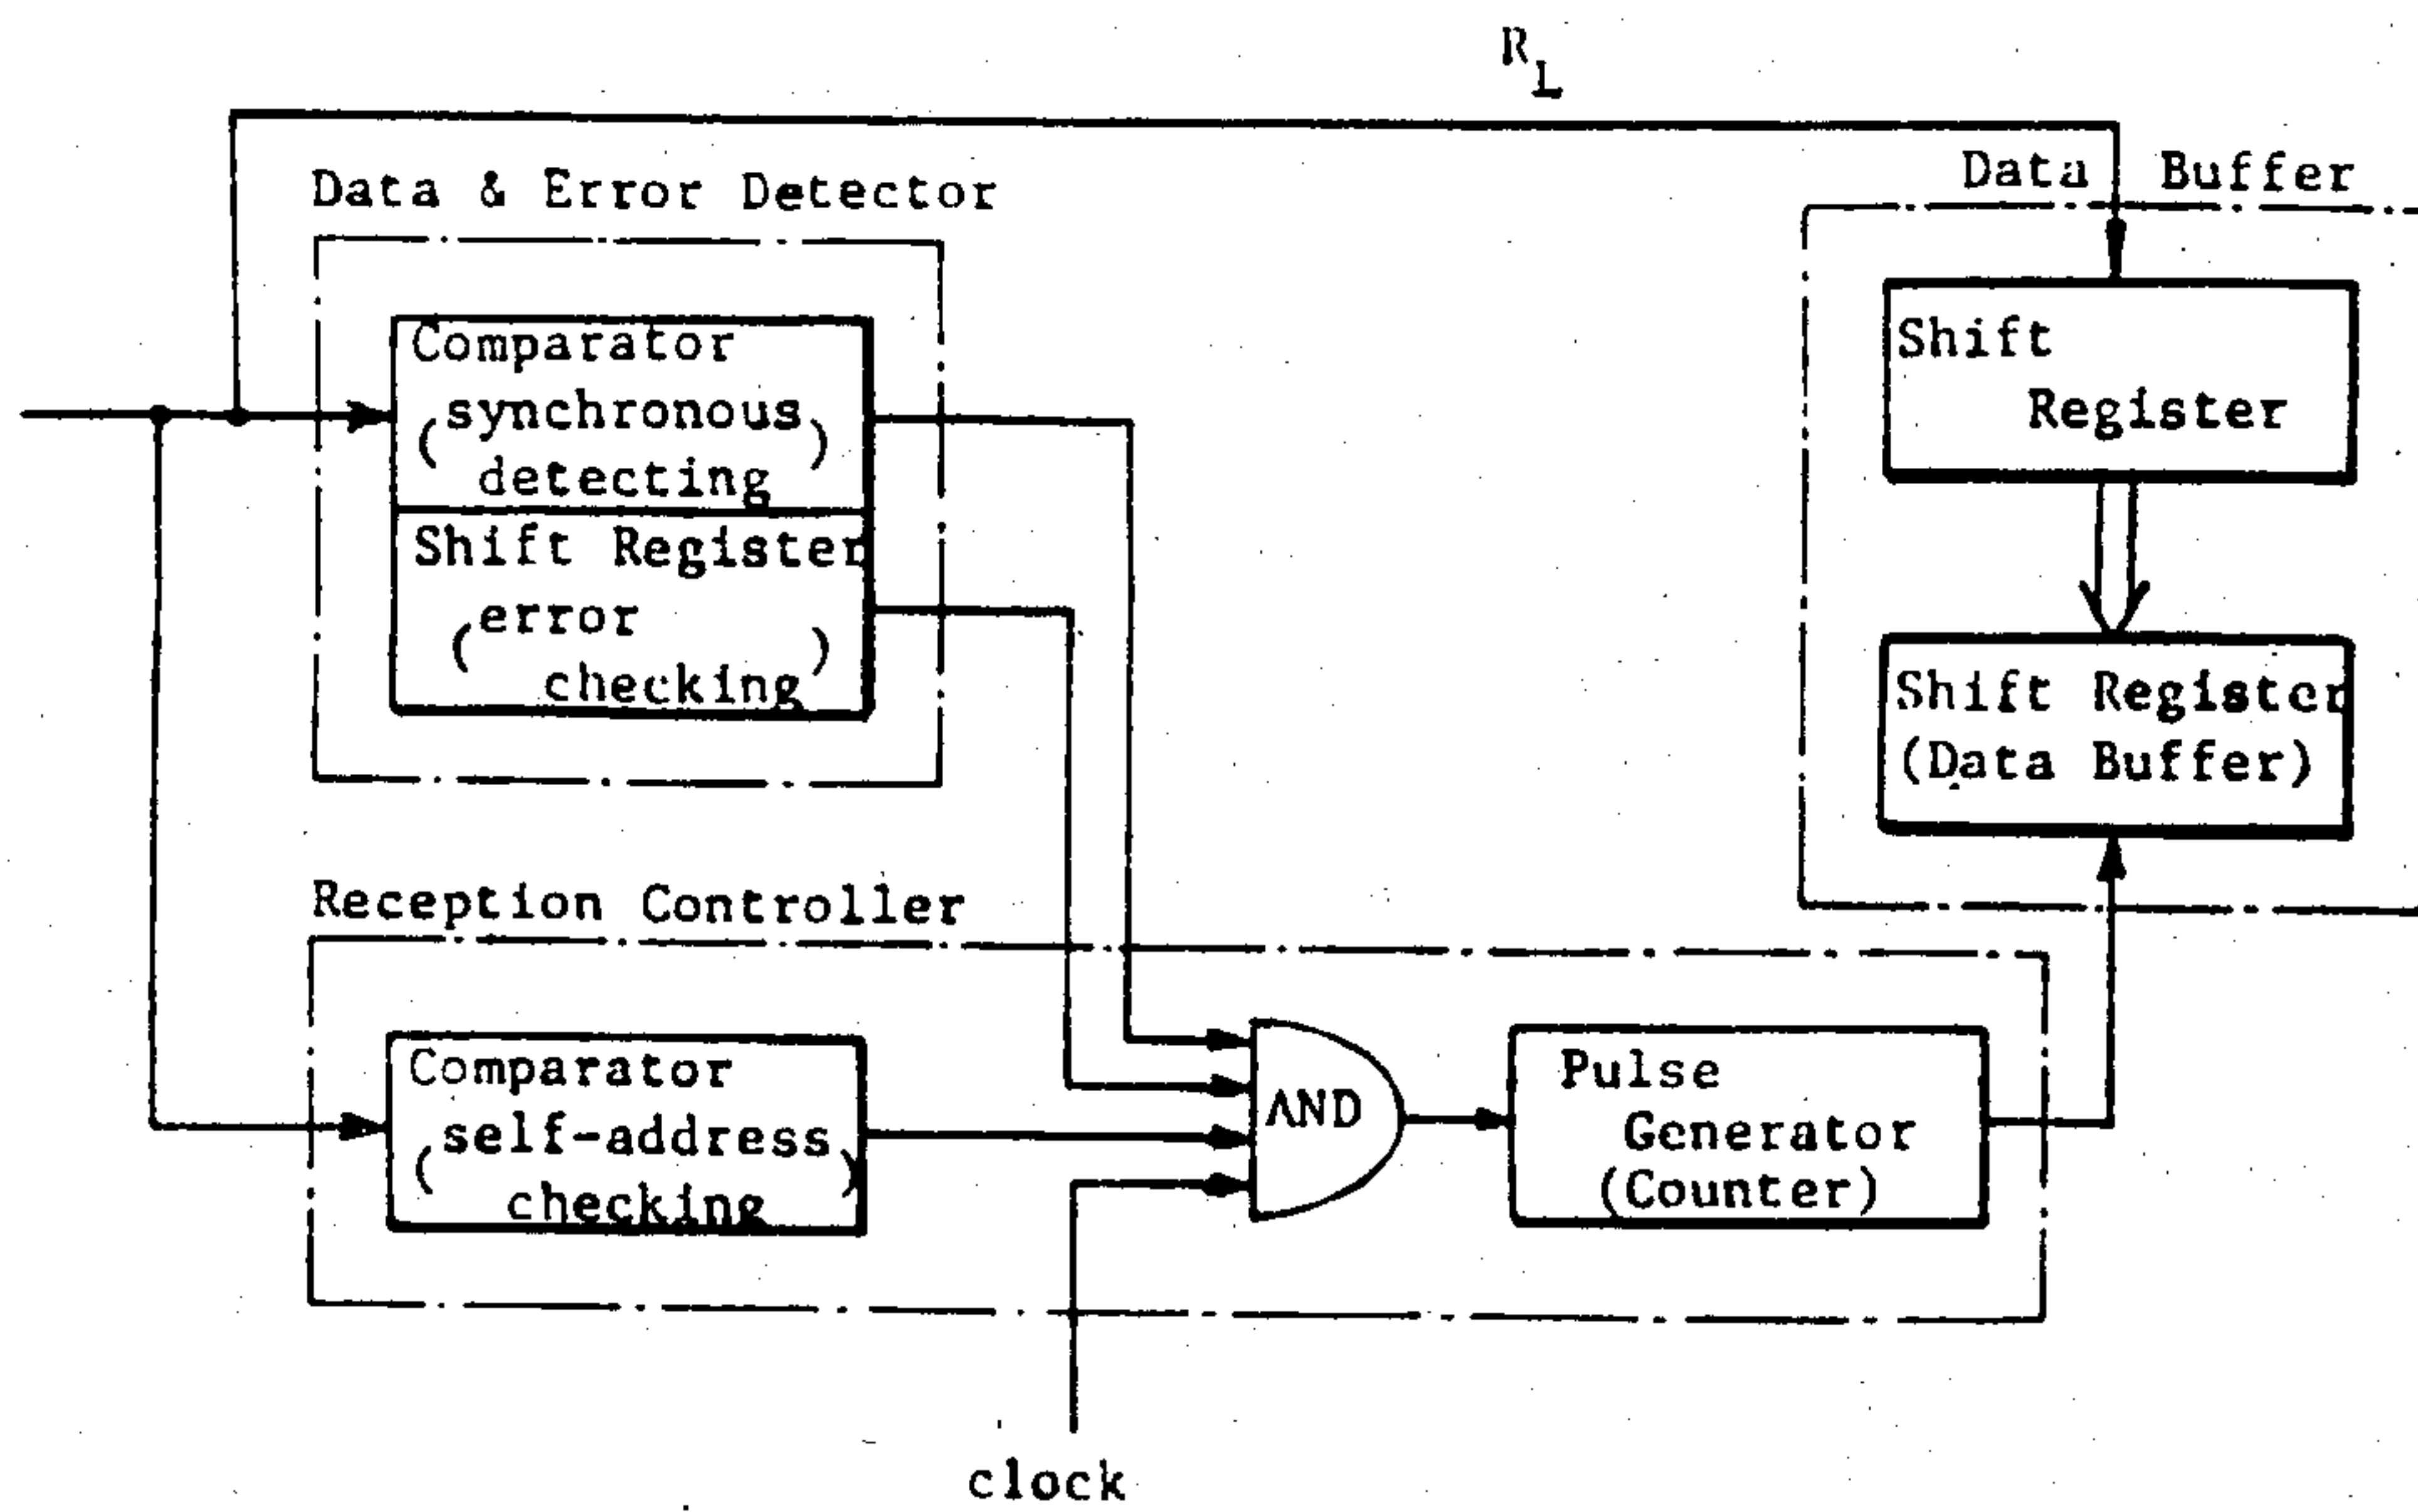 R_L
Data & Error Detector
Data Buffer
Comparator
(synchronous)
detecting
Shift Register
(error)
checking
Shift
Register
Shift Register
(Data Buffer)
Reception Controller
Comparator
(self-address)
checking
AND
Pulse
Generator
(Counter)
clock